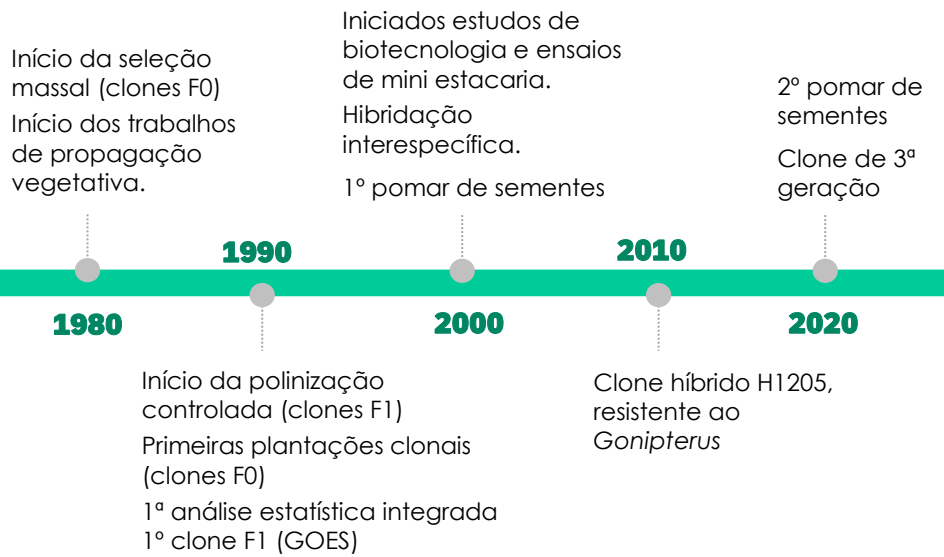 Início da seleção
massal (clones F0)
Início dos trabalhos
de propagação
vegetativa.
1980
1990
Início da polinização
controlada (clones F1)
Primeiras plantações clonais
(clones F0)
1ª análise estatística integrada
1º clone F1 (GOES)
Iniciados estudos de
biotecnologia e ensaios
de mini estacaria.
Hibridação
interespecífica.
1º pomar de sementes
2000
2010
Clone híbrido H1205,
resistente ao
Gonipterus
2º pomar de
sementes
Clone de 3ª
geração
2020